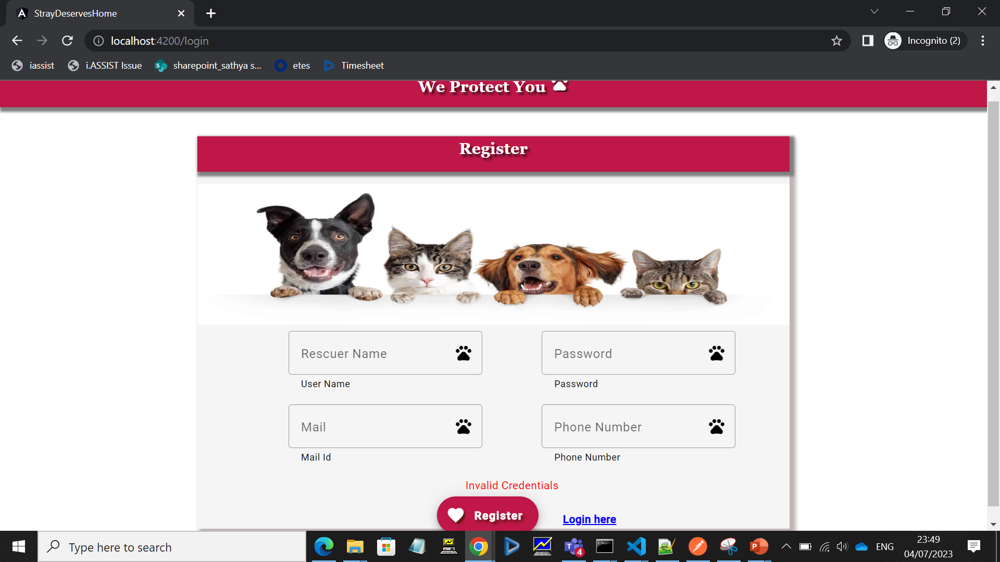 StrayDeservesHome
localhost:4200/login
Incognito (2)
iassist
i.ASSIST Issue
sharepoint_sathya s...
etes
Timesheet
We Protect You
Register
Rescuer Name
Password
User Name
Password
Mail
Phone Number
Mail Id
Phone Number
Invalid Credentials
Register
Login here
Type here to search
4
ENG
23:49
04/07/2023